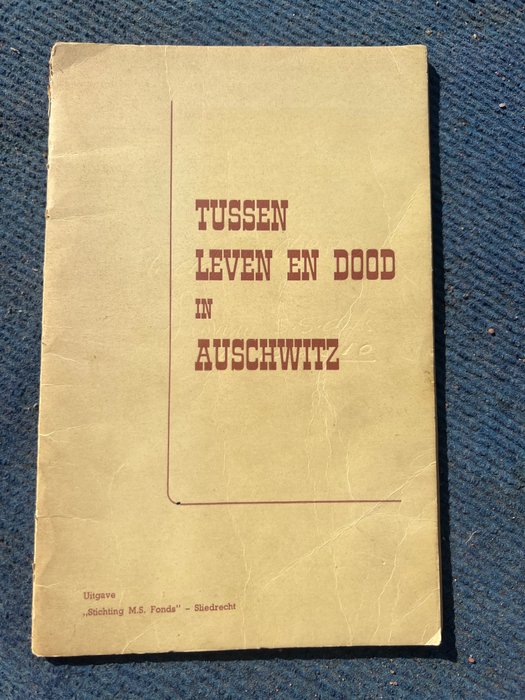 TUSSEN
LEVEN EN DOOD
IN
AUSCHWITZ
Uitgave
„Stichting M.S. Fonds” – Sliedrecht